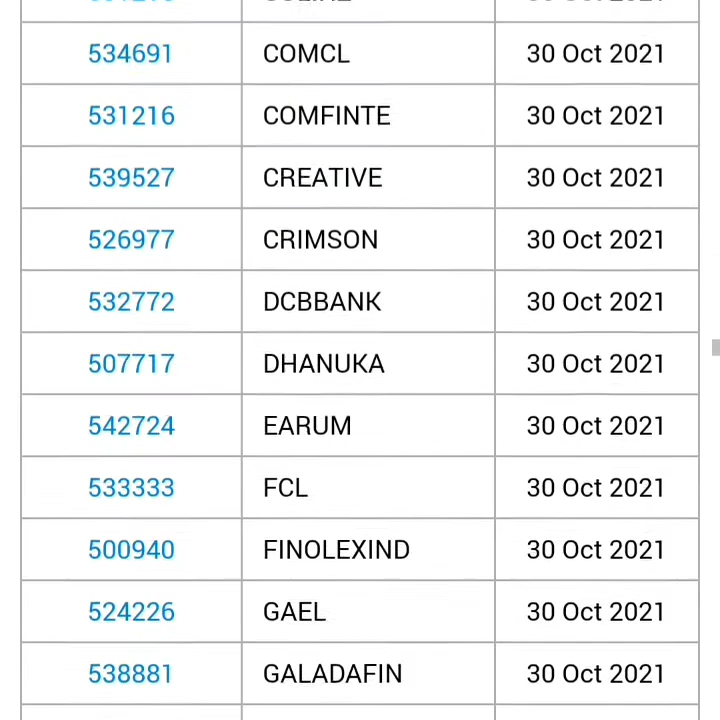 534691 COMCL 30 Oct 2021
531216 COMFINTE 30 Oct 2021
539527 CREATIVE 30 Oct 2021
526977 CRIMSON 30 Oct 2021
532772 DCBBANK 30 Oct 2021
507717 DHANUKA 30 Oct 2021
542724 EARUM 30 Oct 2021
533333 FCL 30 Oct 2021
500940 FINOLEXIND 30 Oct 2021
524226 GAEL 30 Oct 2021
538881 GALADAFIN 30 Oct 2021